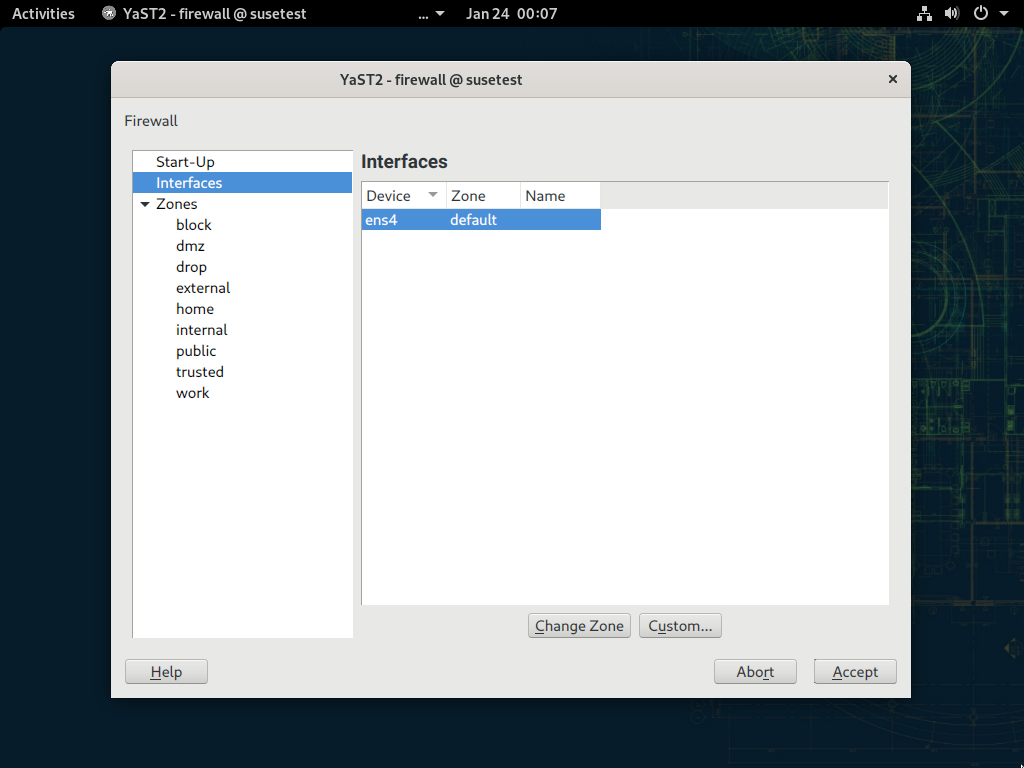 Activities YaST2 - firewall @ susetest ... Jan 24 00:07
YaST2 - firewall @ susetest
Firewall
Start-Up
Interfaces
Zones
block
dmz
drop
external
home
internal
public
trusted
work
Interfaces
Device Zone Name
ens4 default
Change Zone Custom...
Help Abort Accept